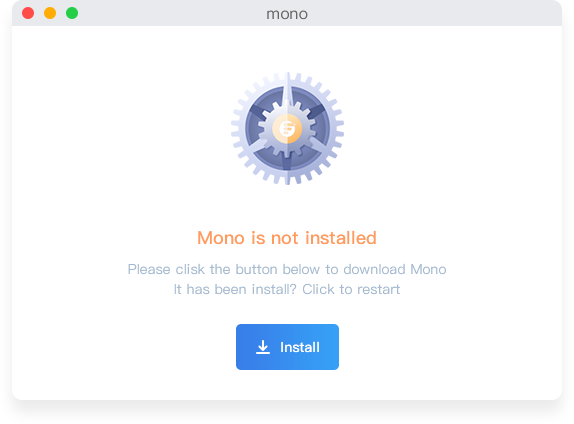 mono
Mono is not installed
Please clisk the button below to download Mono
It has been install? Click to restart
Install